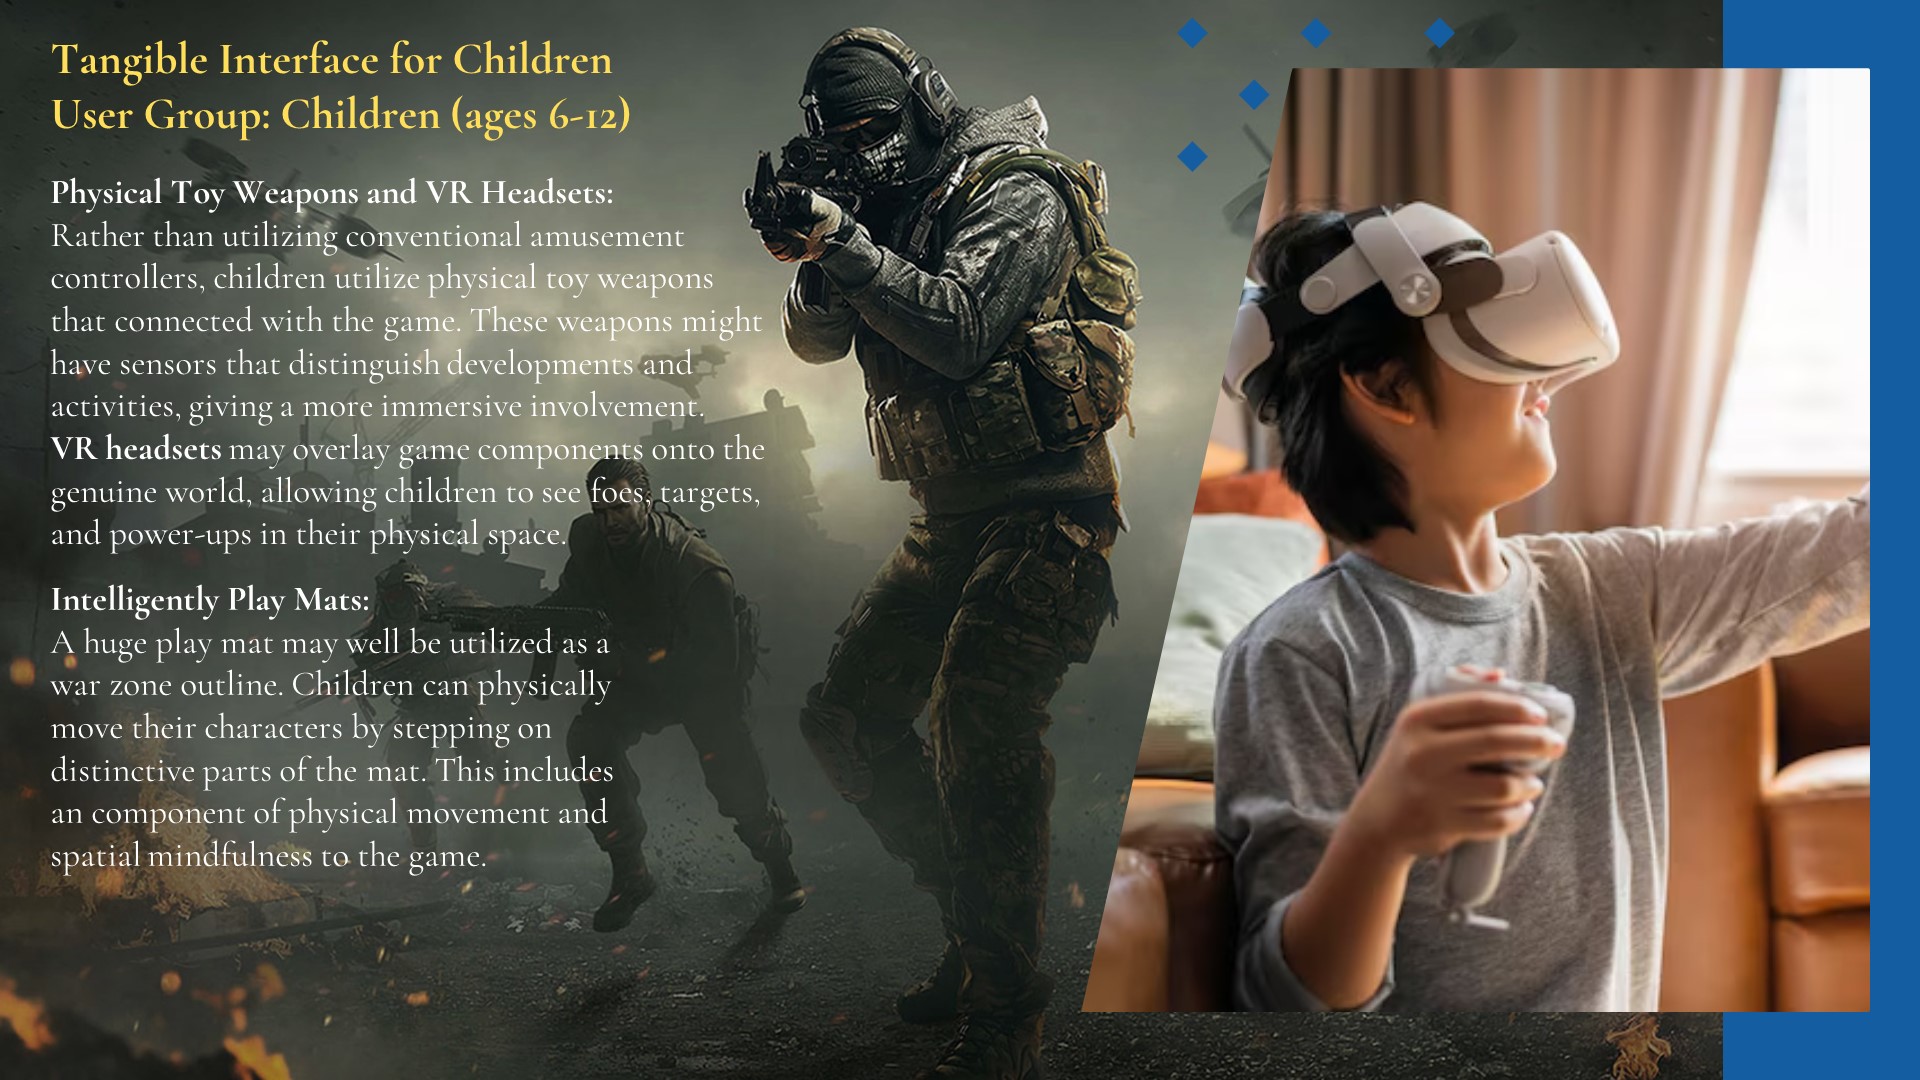 Tangible Interface for Children
User Group: Children (ages 6-12)
Physical Toy Weapons and VR Headsets:
Rather than utilizing conventional amusement
controllers, children utilize physical toy weapons
that connected with the game. These weapons might
have sensors that distinguish developments and
activities, giving a more immersive involvement.
VR headsets may overlay game components onto the
genuine world, allowing children to see foes, targets,
and power-ups in their physical space.
Intelligently Play Mats:
A huge play mat may well be utilized as a
war zone outline. Children can physically
move their characters by stepping on
distinctive parts of the mat. This includes
an component of physical movement and
spatial mindfulness to the game.